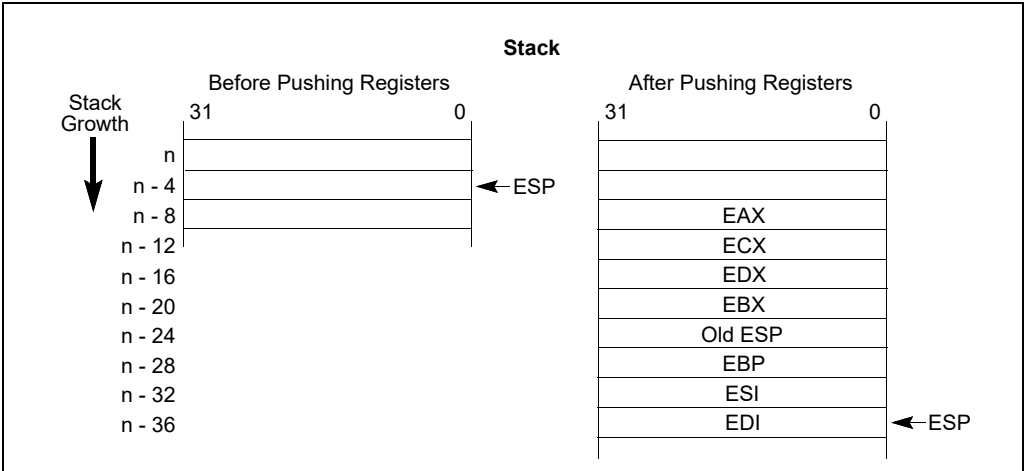 Stack
Before Pushing Registers
After Pushing Registers
Stack
Growth
31 0
31 0
n
n - 4
ESP
n - 8
EAX
n - 12
ECX
n - 16
EDX
n - 20
EBX
n - 24
Old ESP
n - 28
EBP
n - 32
ESI
n - 36
EDI
ESP